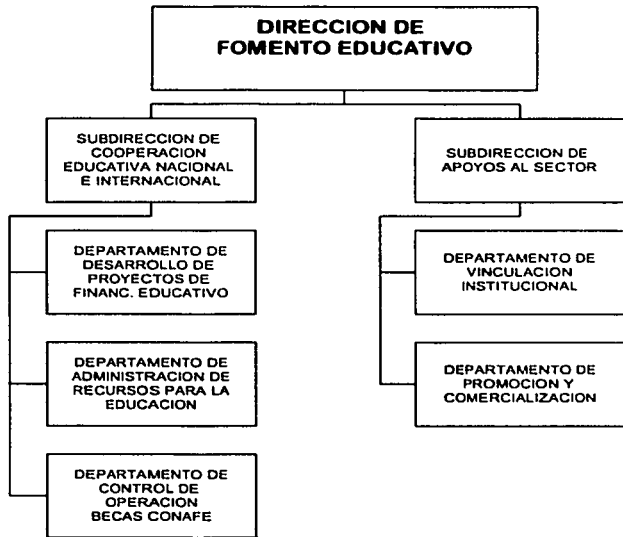 DIRECCION DE
FOMENTO EDUCATIVO
SUBDIRECCION DE
COOPERACION
EDUCATIVA NACIONAL
E INTERNACIONAL
DEPARTAMENTO DE
DESARROLLO DE
PROYECTOS DE
FINANC. EDUCATIVO
DEPARTAMENTO DE
ADMINISTRACION DE
RECURSOS PARA LA
EDUCACION
DEPARTAMENTO DE
CONTROL DE
OPERACION
BECAS CONAFE
SUBDIRECCION DE
APOYOS AL SECTOR
DEPARTAMENTO DE
VINCULACION
INSTITUCIONAL
DEPARTAMENTO DE
PROMOCION Y
COMERCIALIZACION